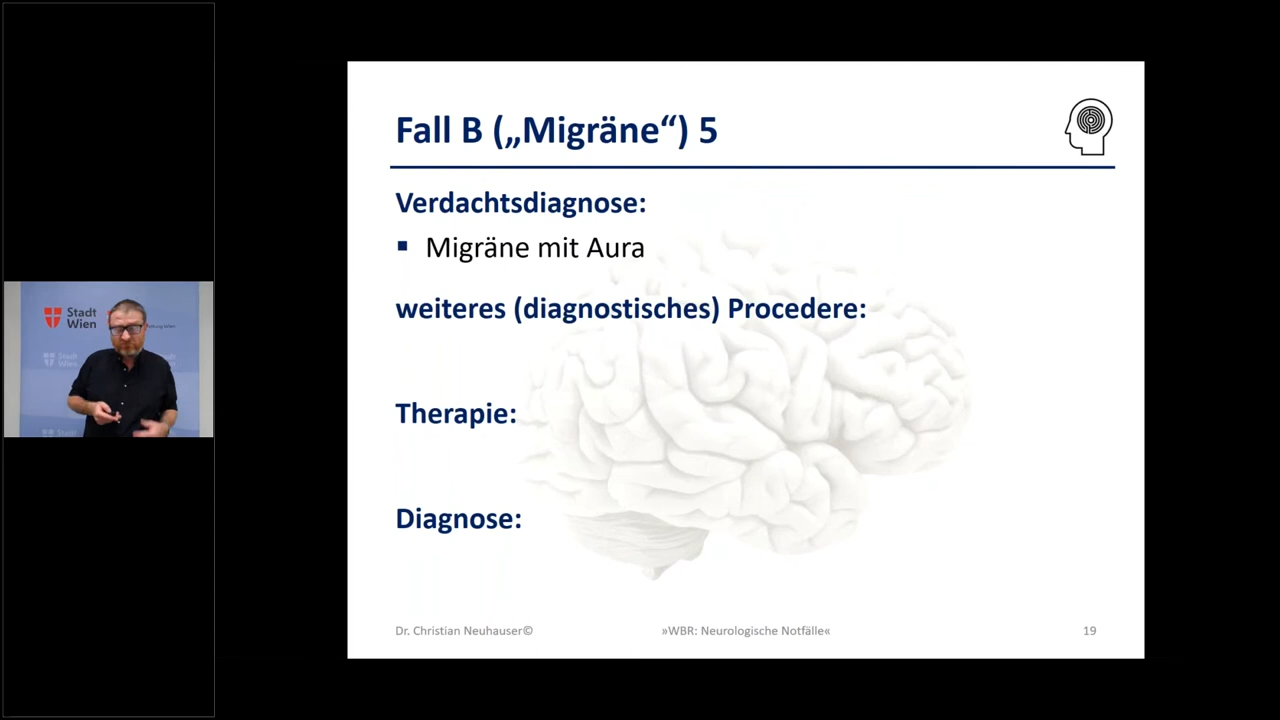 Stadt
Wien
Fall B („Migräne“) 5
Verdachtsdiagnose:
▪ Migräne mit Aura
weiteres (diagnostisches) Procedere:
Therapie:
Diagnose:
Dr. Christian Neuhauser©
»WBR: Neurologische Notfälle«
19